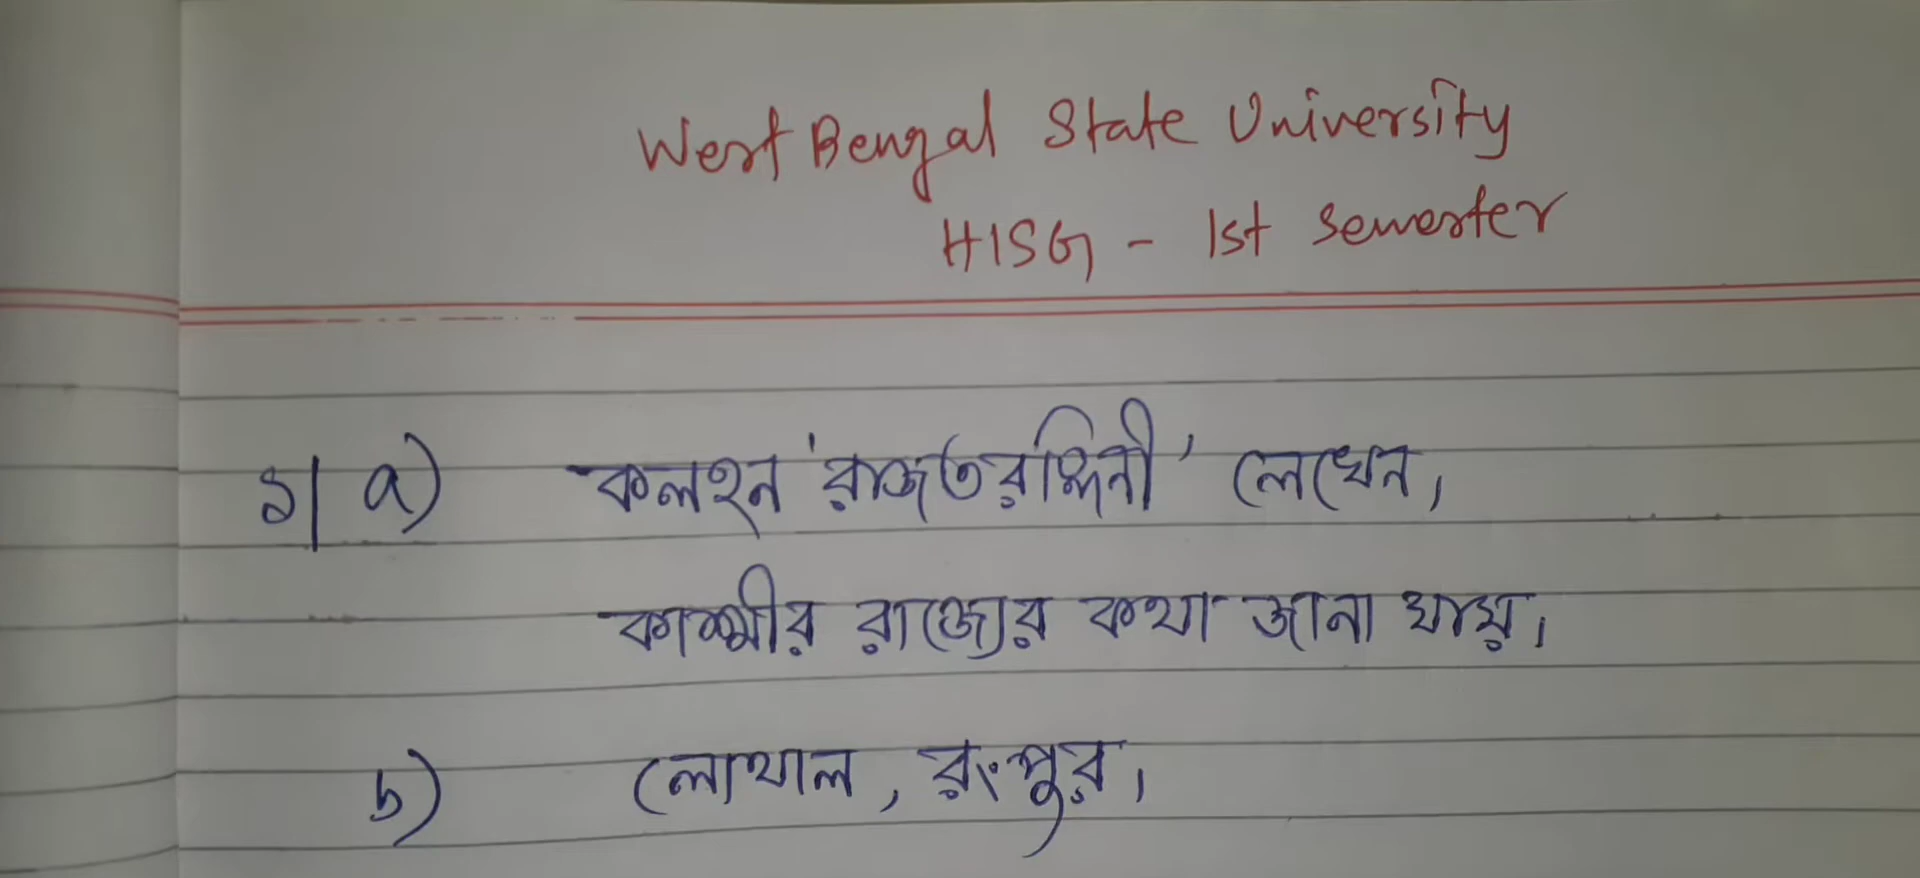 West Bengal State University
HISG - 1st Semester
১| a) কলহন 'রাজতরঙ্গিনী' লেখেন,
কাশ্মীর রাজ্যের কথা জানা যায়,
b) লোথাল, রংপুর,